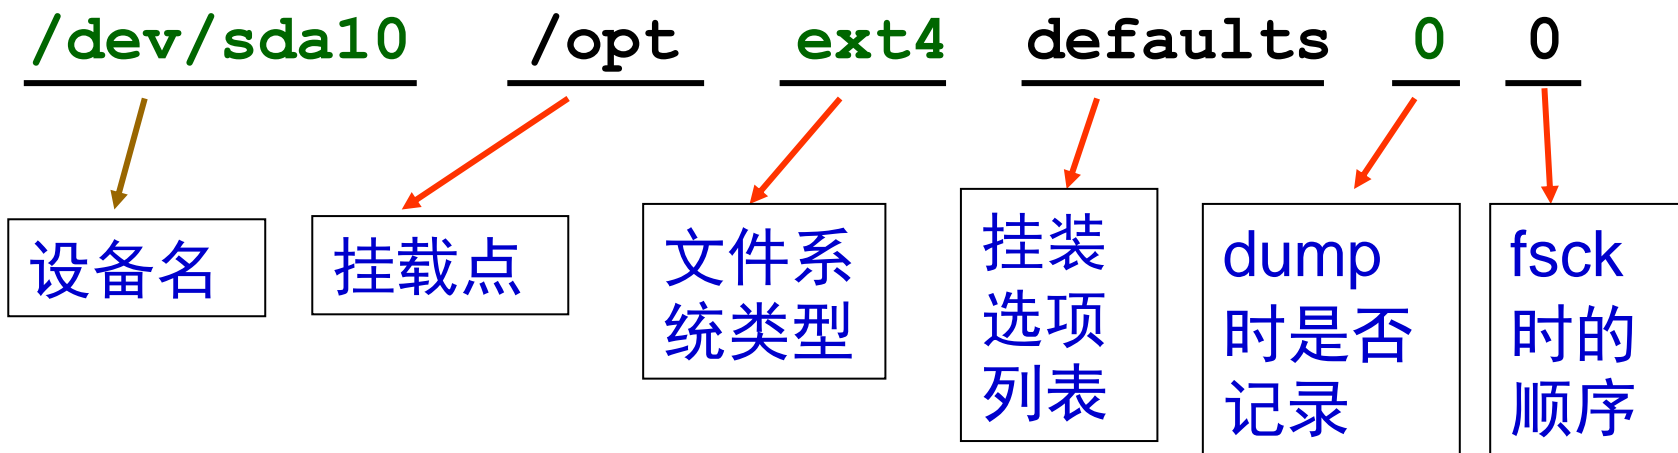 /dev/sda10 /opt ext4 defaults 0 0
设备名
挂载点
文件系
统类型
挂装
选项
列表
dump
时是否
记录
fsck
时的
顺序